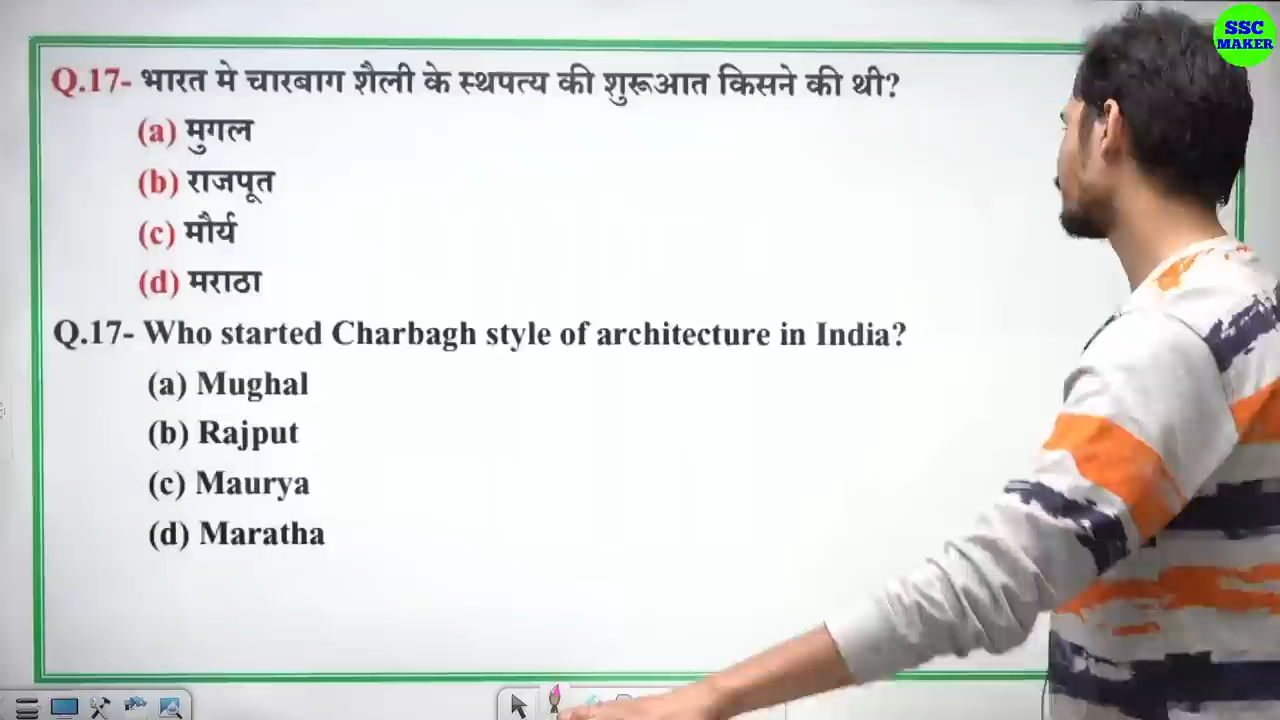 SSC
MAKER
Q.17- भारत मे चारबाग शैली के स्थपत्य की शुरूआत किसने की थी?
(a) मुगल
(b) राजपूत
(c) मौर्य
(d) मराठा
Q.17- Who started Charbagh style of architecture in India?
(a) Mughal
(b) Rajput
(c) Maurya
(d) Maratha